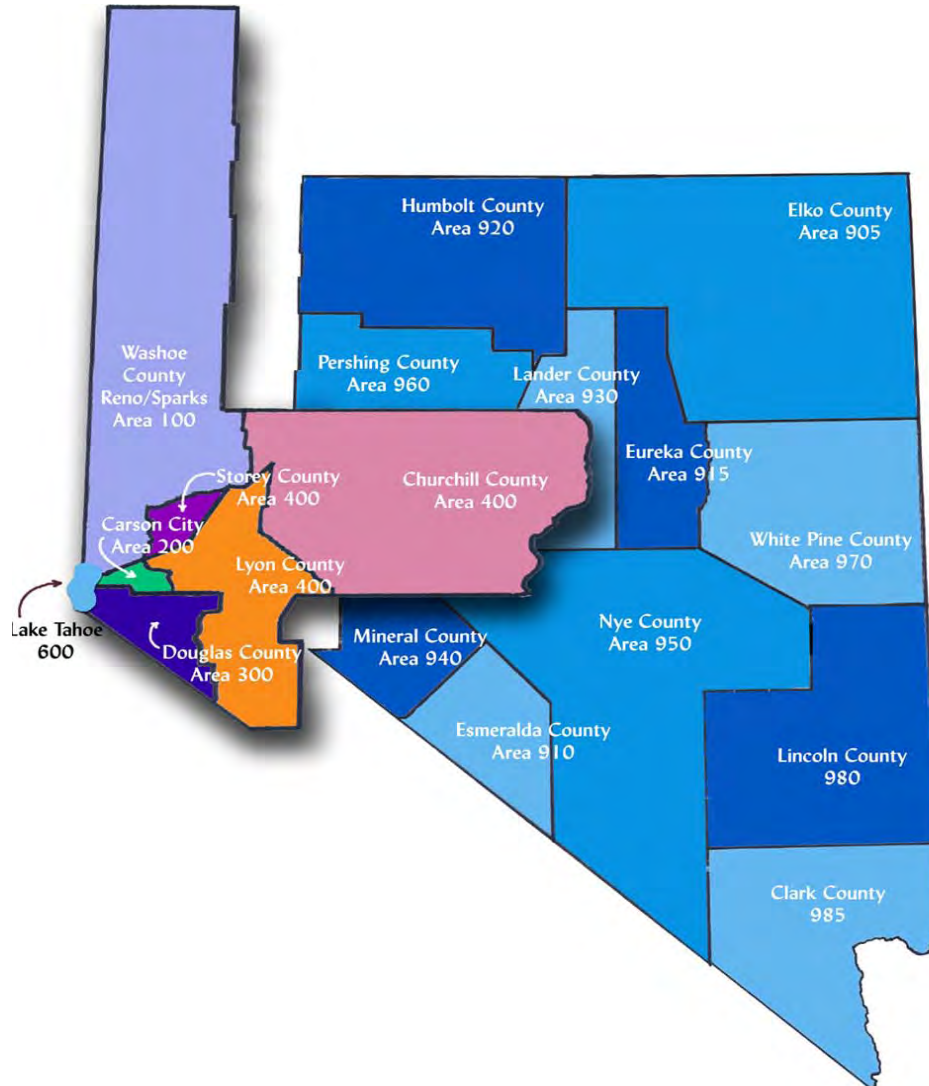 Humbolt County
Area 920
Elko County
Area 905
Washoe
County
Reno/Sparks
Area 100
Pershing County
Area 960
Lander County
Area 930
Eureka County
Area 915
Storey County
Area 400
Churchill County
Area 400
Carson City
Area 200
White Pine County
Area 970
Lyon County
Area 400
Lake Tahoe
600
Douglas County
Area 300
Mineral County
Area 940
Nye County
Area 950
Esmeralda County
Area 910
Lincoln County
980
Clark County
985